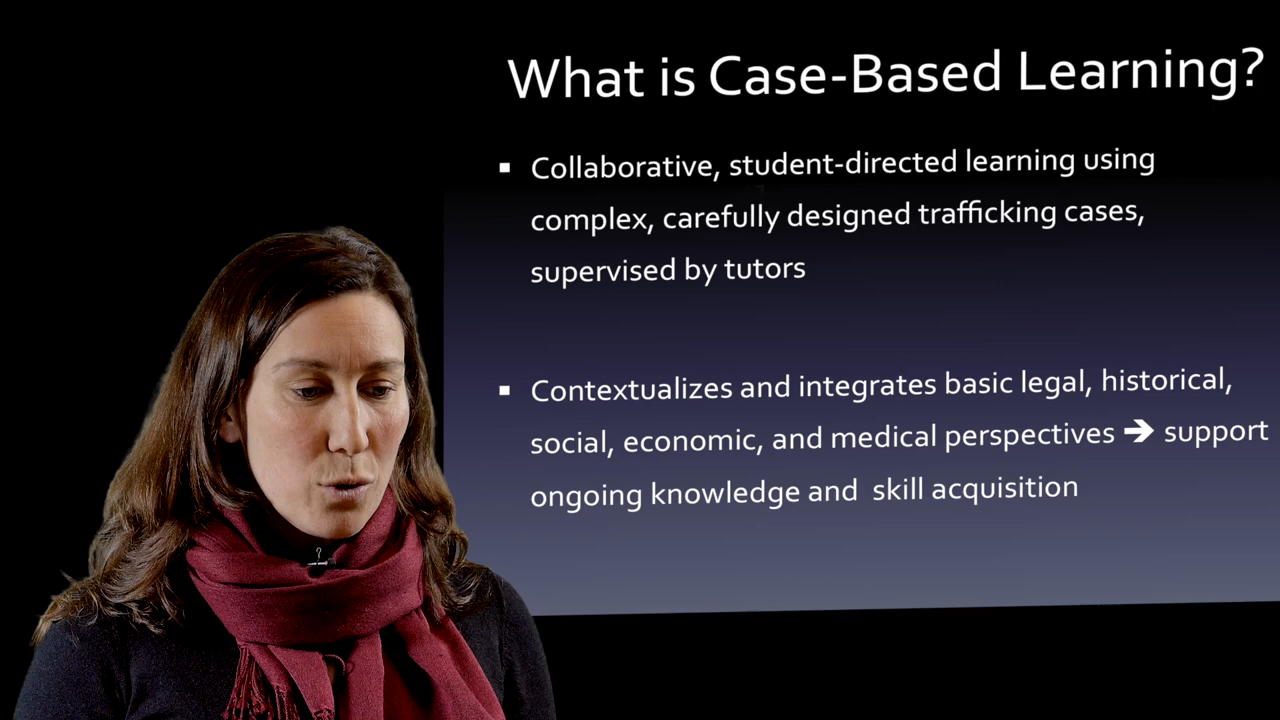 What is Case-Based Learning?
▪ Collaborative, student-directed learning using
complex, carefully designed trafficking cases,
supervised by tutors
▪ Contextualizes and integrates basic legal, historical,
social, economic, and medical perspectives ➔ support
ongoing knowledge and skill acquisition